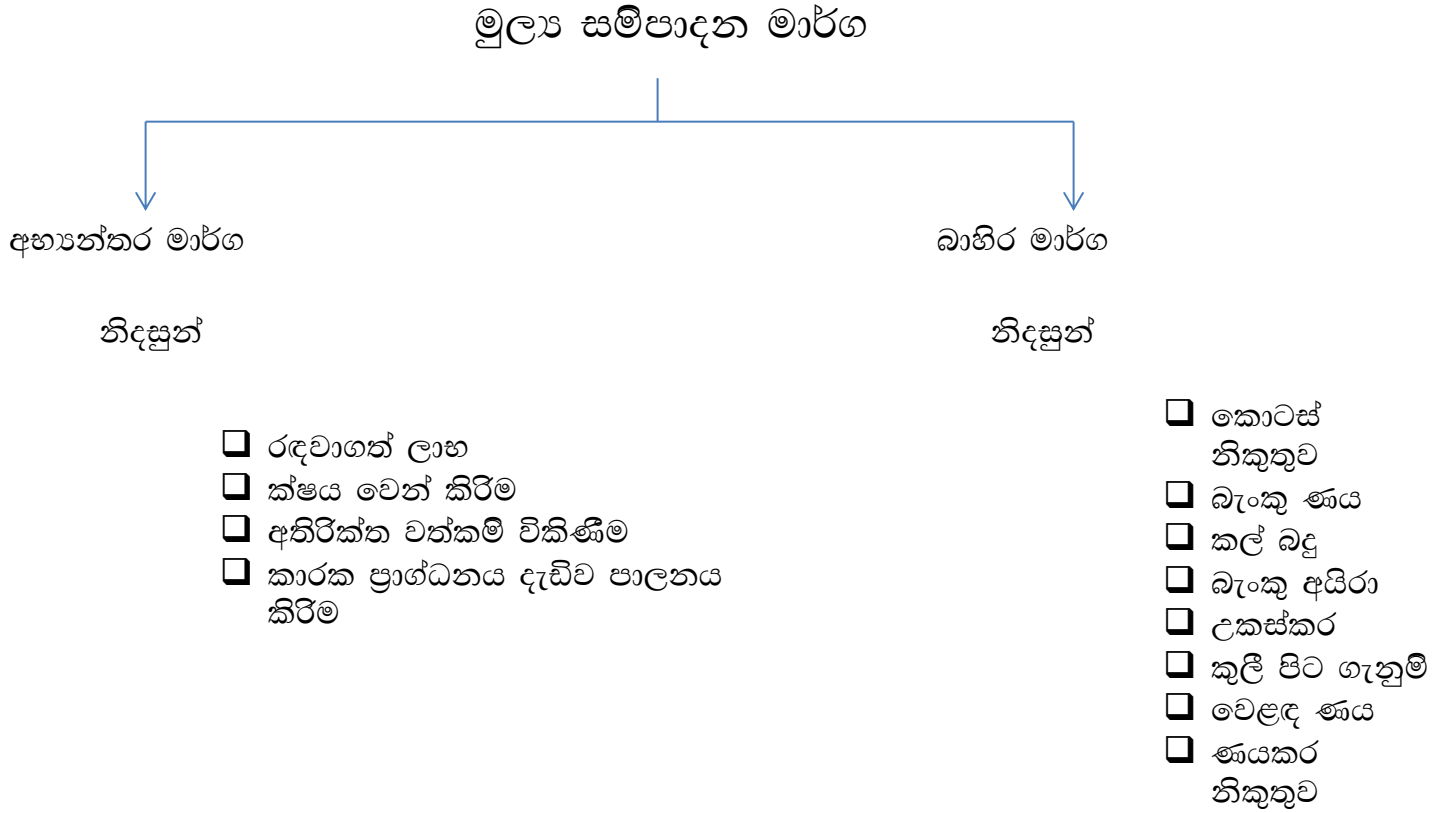 මුල්‍ය සම්පාදන මාර්ග
අභ්‍යන්තර මාර්ග
නිදසුන්
රඳවාගත් ලාභ
ක්ෂය වෙන් කිරිම
අතිරික්ත වත්කම් විකිණීම
කාරක ප්‍රාග්ධනය දැඩිව පාලනය
කිරිම
බාහිර මාර්ග
නිදසුන්
කොටස්
නිකුතුව
බැංකු ණය
කල් බදු
බැංකු අයිරා
උකස්කර
කුලී පිට ගැනුම්
වෙළඳ ණය
ණයකර
නිකුතුව